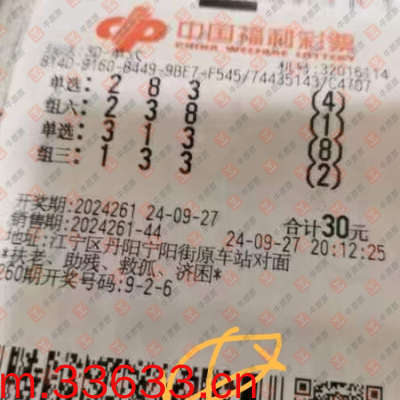 中国福利彩票
CHINA WELFARE LOTTERY
单选: 2 8 3 (4)
组六: 2 3 8 (1)
单选: 3 1 3 (8)
组三: 1 3 3 (2)
开奖期:2024261 24-09-27 合计30元
销售期:2024261-44 24-09-27 20:12:25
地址:江宁区丹阳宁阳街原车站对面
*扶老、助残、救孤、济困*
260期开奖号码:9-2-6
m.33633.cn